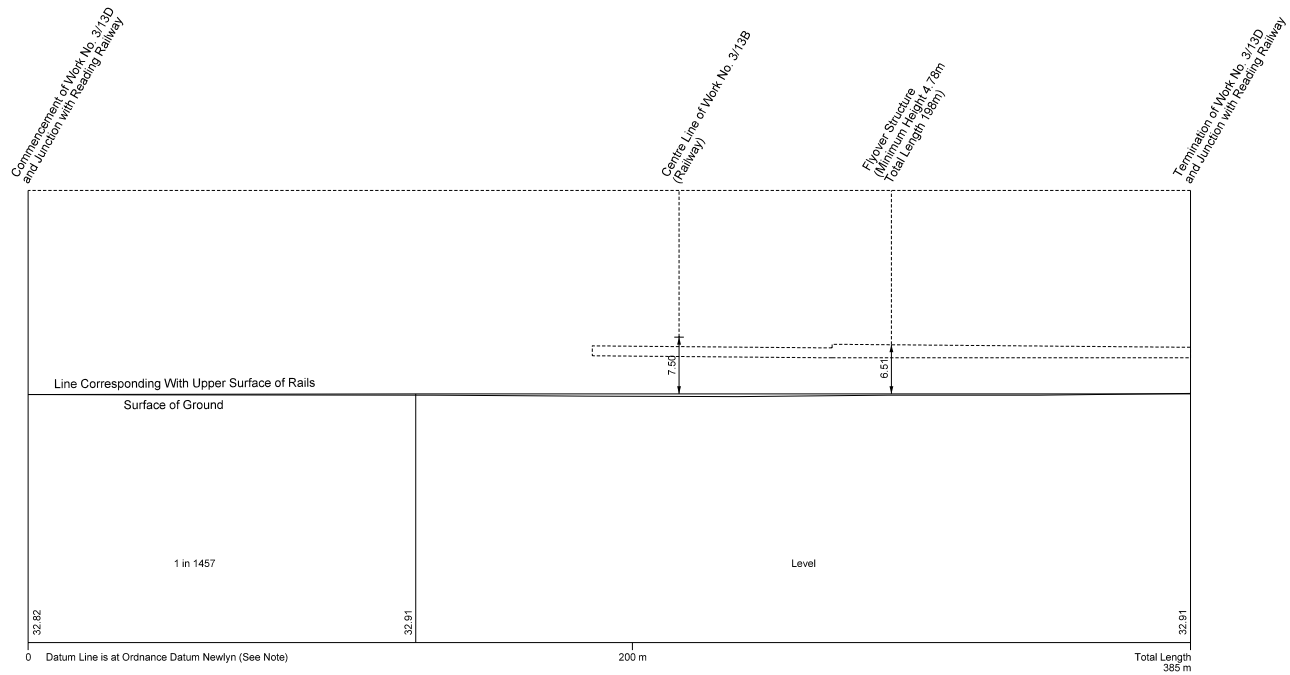 Commencement of Work No. 3/13D
and Junction with Reading Railway
Centre Line of Work No. 3/13B
(Railway)
Flyover Structure
(Minimum Height 4.78m
Total Length 198m)
Termination of Work No. 3/13D
and Junction with Reading Railway
7.50
6.51
Line Corresponding With Upper Surface of Rails
Surface of Ground
1 in 1457
Level
32.82
32.91
32.91
0
Datum Line is at Ordnance Datum Newlyn (See Note)
200 m
Total Length
385 m